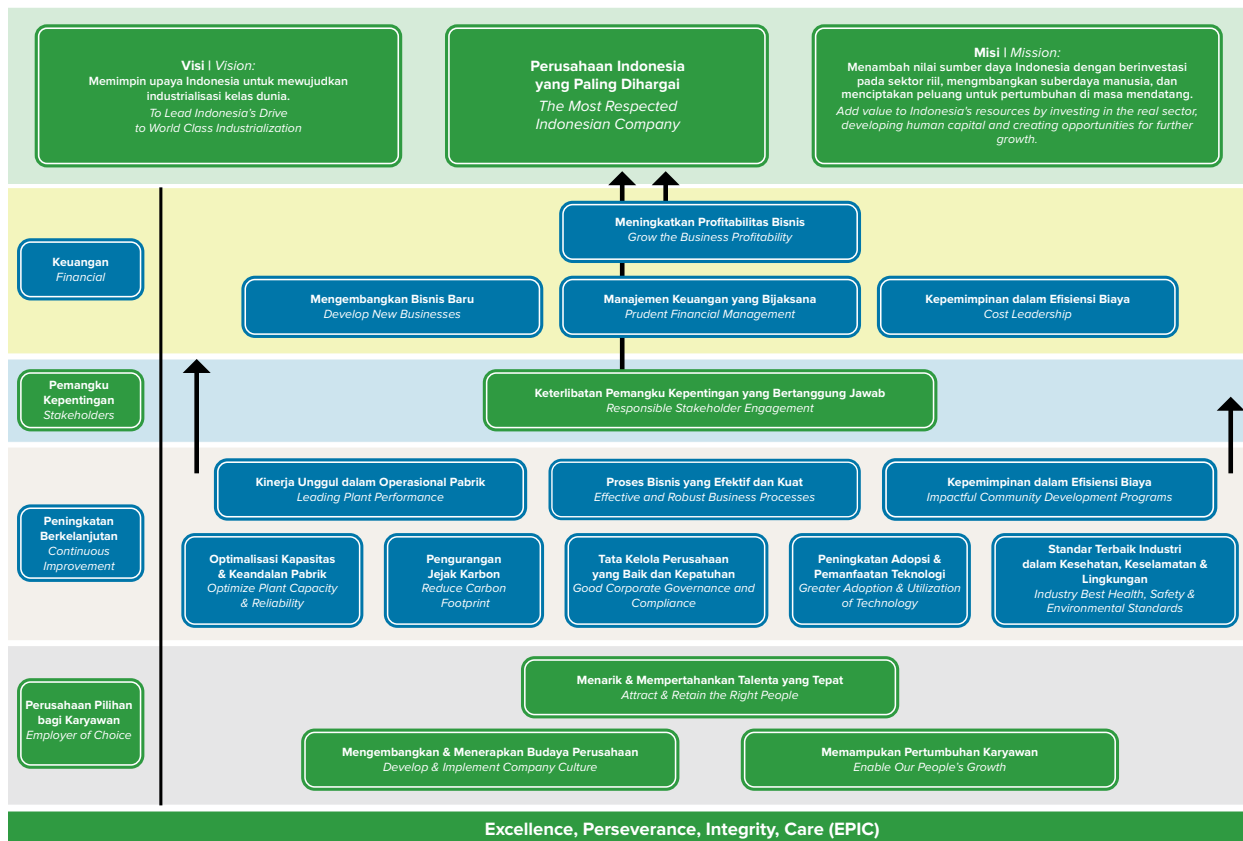 Visi | Vision:
Memimpin upaya Indonesia untuk mewujudkan
industrialisasi kelas dunia.
To Lead Indonesia's Drive
to World Class Industrialization
Perusahaan Indonesia
yang Paling Dihargai
The Most Respected
Indonesian Company
Misi | Mission:
Menambah nilai sumber daya Indonesia dengan berinvestasi
pada sektor riil, mengmbangkan suberdaya manusia, dan
menciptakan peluang untuk pertumbuhan di masa mendatang.
Add value to Indonesia's resources by investing in the real sector,
developing human capital and creating opportunities for further
growth.
Keuangan
Financial
Meningkatkan Profitabilitas Bisnis
Grow the Business Profitability
Mengembangkan Bisnis Baru
Develop New Businesses
Manajemen Keuangan yang Bijaksana
Prudent Financial Management
Kepemimpinan dalam Efisiensi Biaya
Cost Leadership
Pemangku
Kepentingan
Stakeholders
Keterlibatan Pemangku Kepentingan yang Bertanggung Jawab
Responsible Stakeholder Engagement
Peningkatan
Berkelanjutan
Continuous
Improvement
Kinerja Unggul dalam Operasional Pabrik
Leading Plant Performance
Proses Bisnis yang Efektif dan Kuat
Effective and Robust Business Processes
Kepemimpinan dalam Efisiensi Biaya
Impactful Community Development Programs
Optimalisasi Kapasitas
& Keandalan Pabrik
Optimize Plant Capacity
& Reliability
Pengurangan
Jejak Karbon
Reduce Carbon
Footprint
Tata Kelola Perusahaan
yang Baik dan Kepatuhan
Good Corporate Governance and
Compliance
Peningkatan Adopsi &
Pemanfaatan Teknologi
Greater Adoption & Utilization
of Technology
Standar Terbaik Industri
dalam Kesehatan, Keselamatan &
Lingkungan
Industry Best Health, Safety &
Environmental Standards
Perusahaan Pilihan
bagi Karyawan
Employer of Choice
Menarik & Mempertahankan Talenta yang Tepat
Attract & Retain the Right People
Mengembangkan & Menerapkan Budaya Perusahaan
Develop & Implement Company Culture
Memampukan Pertumbuhan Karyawan
Enable Our People's Growth
Excellence, Perseverance, Integrity, Care (EPIC)